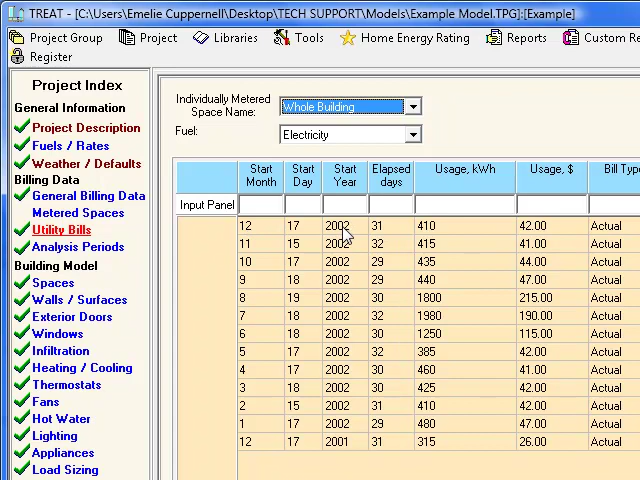 TREAT - [C:\Users\Emelie Cuppernell\Desktop\TECH SUPPORT\Models\Example Model.TPG]:[Example]
Project Group Project Libraries Tools Home Energy Rating Reports Custom Re
Register
Project Index
General Information
Project Description
Fuels / Rates
Weather / Defaults
Billing Data
General Billing Data
Metered Spaces
Utility Bills
Analysis Periods
Building Model
Spaces
Walls / Surfaces
Exterior Doors
Windows
Infiltration
Heating / Cooling
Thermostats
Fans
Hot Water
Lighting
Appliances
Load Sizing
Individually Metered
Space Name:
Whole Building
Fuel:
Electricity
Start Month Start Day Start Year Elapsed days Usage, kWh Usage, $ Bill Type
Input Panel
12 17 2002 31 410 42.00 Actual
11 15 2002 32 415 41.00 Actual
10 17 2002 29 435 44.00 Actual
9 18 2002 29 440 47.00 Actual
8 19 2002 30 1800 215.00 Actual
7 18 2002 32 1980 190.00 Actual
6 18 2002 30 1250 115.00 Actual
5 17 2002 32 385 42.00 Actual
4 17 2002 30 460 41.00 Actual
3 18 2002 30 425 42.00 Actual
2 15 2002 31 410 42.00 Actual
1 17 2002 29 480 47.00 Actual
12 17 2001 31 315 26.00 Actual